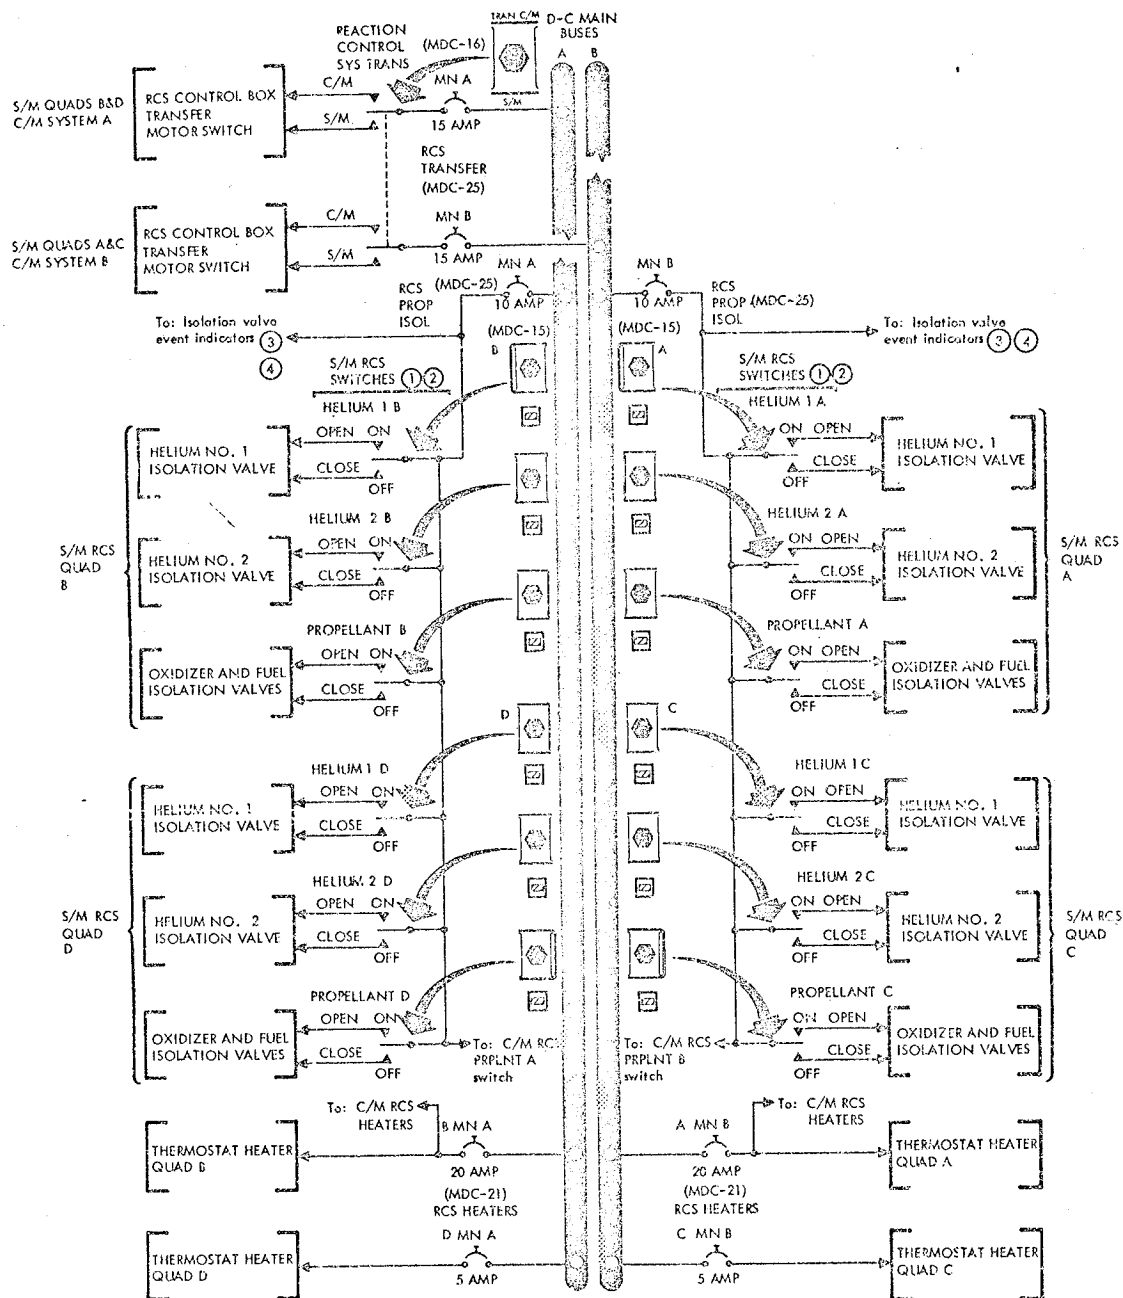 TRAN C/M
D-C MAIN
BUSES
A B
REACTION
CONTROL
SYS TRANS
(MDC-16)
S/M
S/M QUADS B&D
C/M SYSTEM A
RCS CONTROL BOX
TRANSFER
MOTOR SWITCH
C/M
S/M
MN A
15 AMP
RCS
TRANSFER
(MDC-25)
S/M QUADS A&C
C/M SYSTEM B
RCS CONTROL BOX
TRANSFER
MOTOR SWITCH
C/M
S/M
MN B
15 AMP
RCS
PROP
ISOL
(MDC-25)
MN A
10 AMP
MN B
10 AMP
RCS
PROP (MDC-25)
ISOL
To: Isolation valve
event indicators 3
4
To: Isolation valve
event indicators 3 4
(MDC-15)
(MDC-15)
B
A
S/M RCS
SWITCHES 1 2
S/M RCS
SWITCHES 1 2
HELIUM 1 B
OPEN ON
CLOSE
OFF
HELIUM NO. 1
ISOLATION VALVE
HELIUM 1 A
ON OPEN
CLOSE
OFF
HELIUM NO. 1
ISOLATION VALVE
S/M RCS
QUAD
B
HELIUM 2 B
OPEN ON
CLOSE
OFF
HELIUM NO. 2
ISOLATION VALVE
HELIUM 2 A
ON OPEN
CLOSE
OFF
HELIUM NO. 2
ISOLATION VALVE
S/M RCS
QUAD
A
PROPELLANT B
OPEN ON
CLOSE
OFF
OXIDIZER AND FUEL
ISOLATION VALVES
PROPELLANT A
ON OPEN
CLOSE
OFF
OXIDIZER AND FUEL
ISOLATION VALVES
D
C
HELIUM 1 D
OPEN ON
CLOSE
OFF
HELIUM NO. 1
ISOLATION VALVE
HELIUM 1 C
ON OPEN
CLOSE
OFF
HELIUM NO. 1
ISOLATION VALVE
S/M RCS
QUAD
D
HELIUM 2 D
OPEN ON
CLOSE
OFF
HELIUM NO. 2
ISOLATION VALVE
HELIUM 2 C
ON OPEN
CLOSE
OFF
HELIUM NO. 2
ISOLATION VALVE
S/M RCS
QUAD
C
PROPELLANT D
OPEN ON
CLOSE
OFF
OXIDIZER AND FUEL
ISOLATION VALVES
PROPELLANT C
ON OPEN
CLOSE
OFF
OXIDIZER AND FUEL
ISOLATION VALVES
To: C/M RCS
PRPLNT A
switch
To: C/M RCS
PRPLNT B
switch
To: C/M RCS
HEATERS
To: C/M RCS
HEATERS
THERMOSTAT HEATER
QUAD B
B MN A
20 AMP
A MN B
20 AMP
THERMOSTAT HEATER
QUAD A
(MDC-21)
RCS HEATERS
(MDC-21)
RCS HEATERS
THERMOSTAT HEATER
QUAD D
D MN A
5 AMP
C MN B
5 AMP
THERMOSTAT HEATER
QUAD C